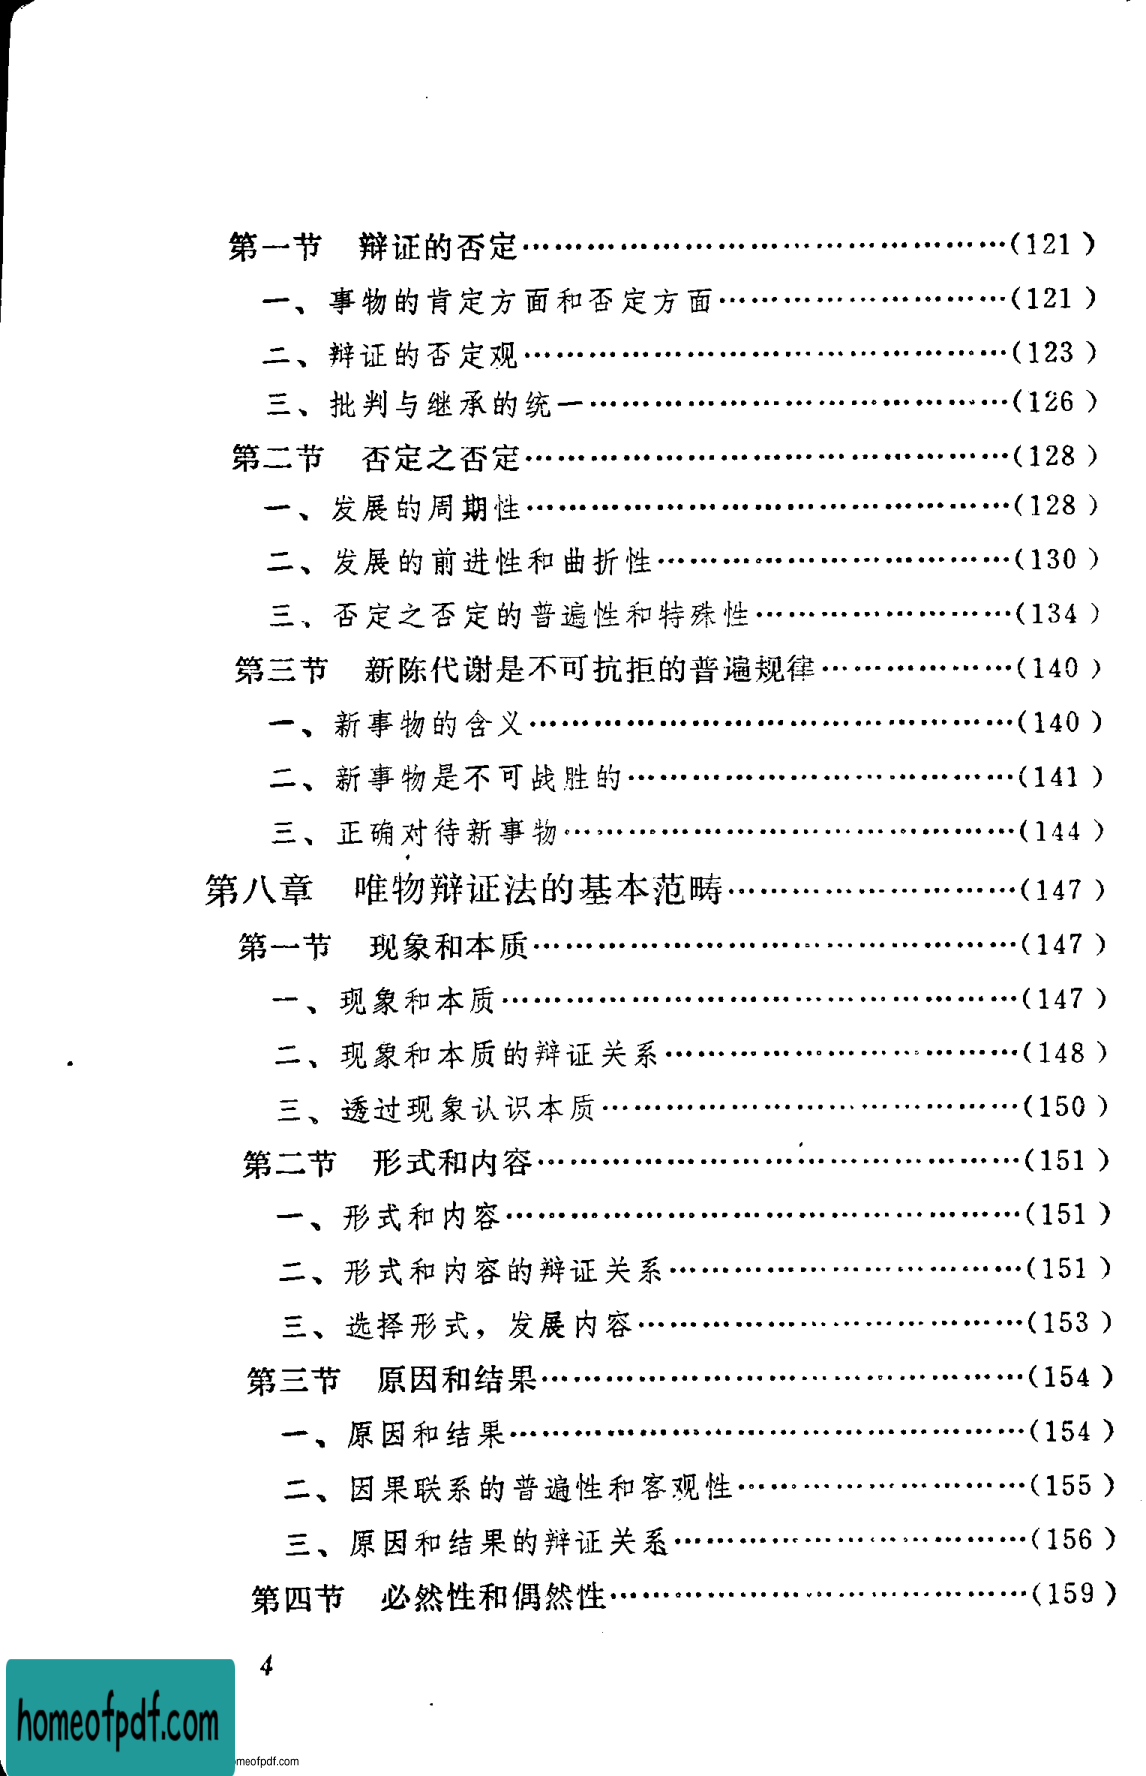 第一节　辩证的否定……………………………………………(121)
一、事物的肯定方面和否定方面…………………………(121)
二、辩证的否定观……………………………………………(123)
三、批判与继承的统一………………………………………(126)
第二节　否定之否定……………………………………………(128)
一、发展的周期性……………………………………………(128)
二、发展的前进性和曲折性………………………………(130)
三、否定之否定的普遍性和特殊性………………………(134)
第三节　新陈代谢是不可抗拒的普遍规律………………(140)
一、新事物的含义……………………………………………(140)
二、新事物是不可战胜的…………………………………(141)
三、正确对待新事物…………………………………………(144)
第八章　唯物辩证法的基本范畴…………………………(147)
第一节　现象和本质……………………………………………(147)
一、现象和本质………………………………………………(147)
二、现象和本质的辩证关系………………………………(148)
三、透过现象认识本质……………………………………(150)
第二节　形式和内容……………………………………………(151)
一、形式和内容………………………………………………(151)
二、形式和内容的辩证关系………………………………(151)
三、选择形式，发展内容…………………………………(153)
第三节　原因和结果……………………………………………(154)
一、原因和结果………………………………………………(154)
二、因果联系的普遍性和客观性…………………………(155)
三、原因和结果的辩证关系………………………………(156)
第四节　必然性和偶然性……………………………………(159)
4
homeofpdf.com
meofpdf.com